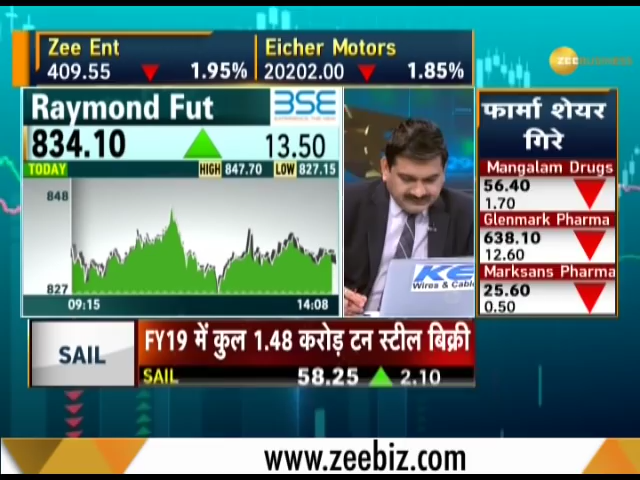 Zee Ent
409.55 1.95%
Eicher Motors
20202.00 1.85%
ZEE BUSINESS
Raymond Fut
BSE
834.10 13.50
TODAY HIGH 847.70 LOW 827.15
848
827
09:15 14:08
KEI
Wires & Cable
फार्मा शेयर
गिरे
Mangalam Drugs
56.40
1.70
Glenmark Pharma
638.10
12.60
Marksans Pharma
25.60
0.50
SAIL
FY19 में कुल 1.48 करोड़ टन स्टील बिक्री
SAIL 58.25 2.10
www.zeebiz.com